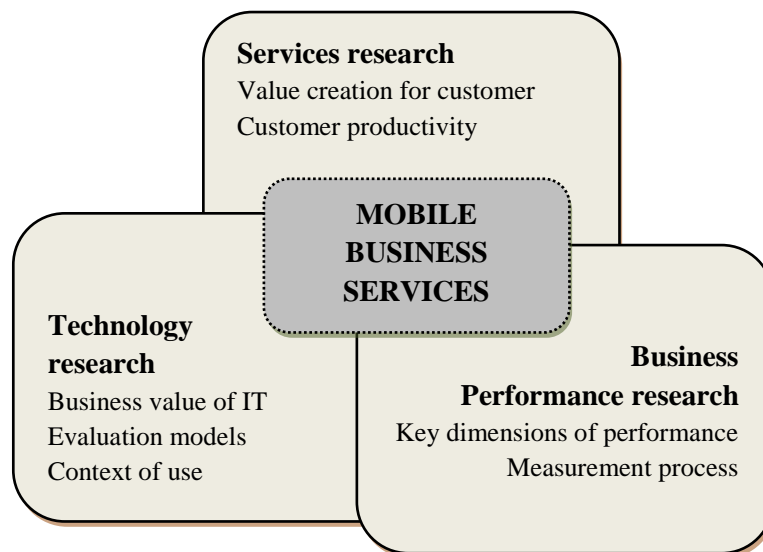 Services research
Value creation for customer
Customer productivity
MOBILE
BUSINESS
SERVICES
Technology
research
Business value of IT
Evaluation models
Context of use
Business
Performance research
Key dimensions of performance
Measurement process